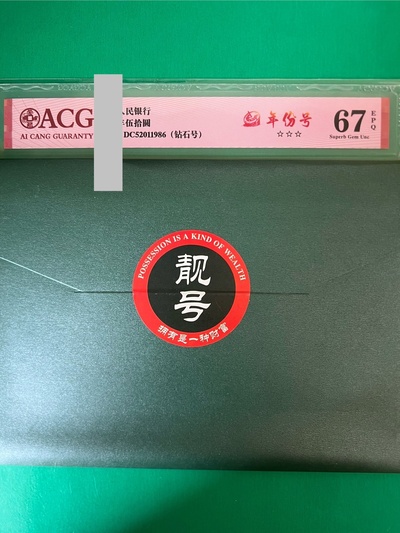 ACG
AI CANG GUARANTY
人民银行
伍拾圆
DC52011986（钻石号）
年份号
☆☆☆
67
EPQ
Superb Gem Unc
POSSESSION IS A KIND OF WEALTH
靓号
拥有是一种财富